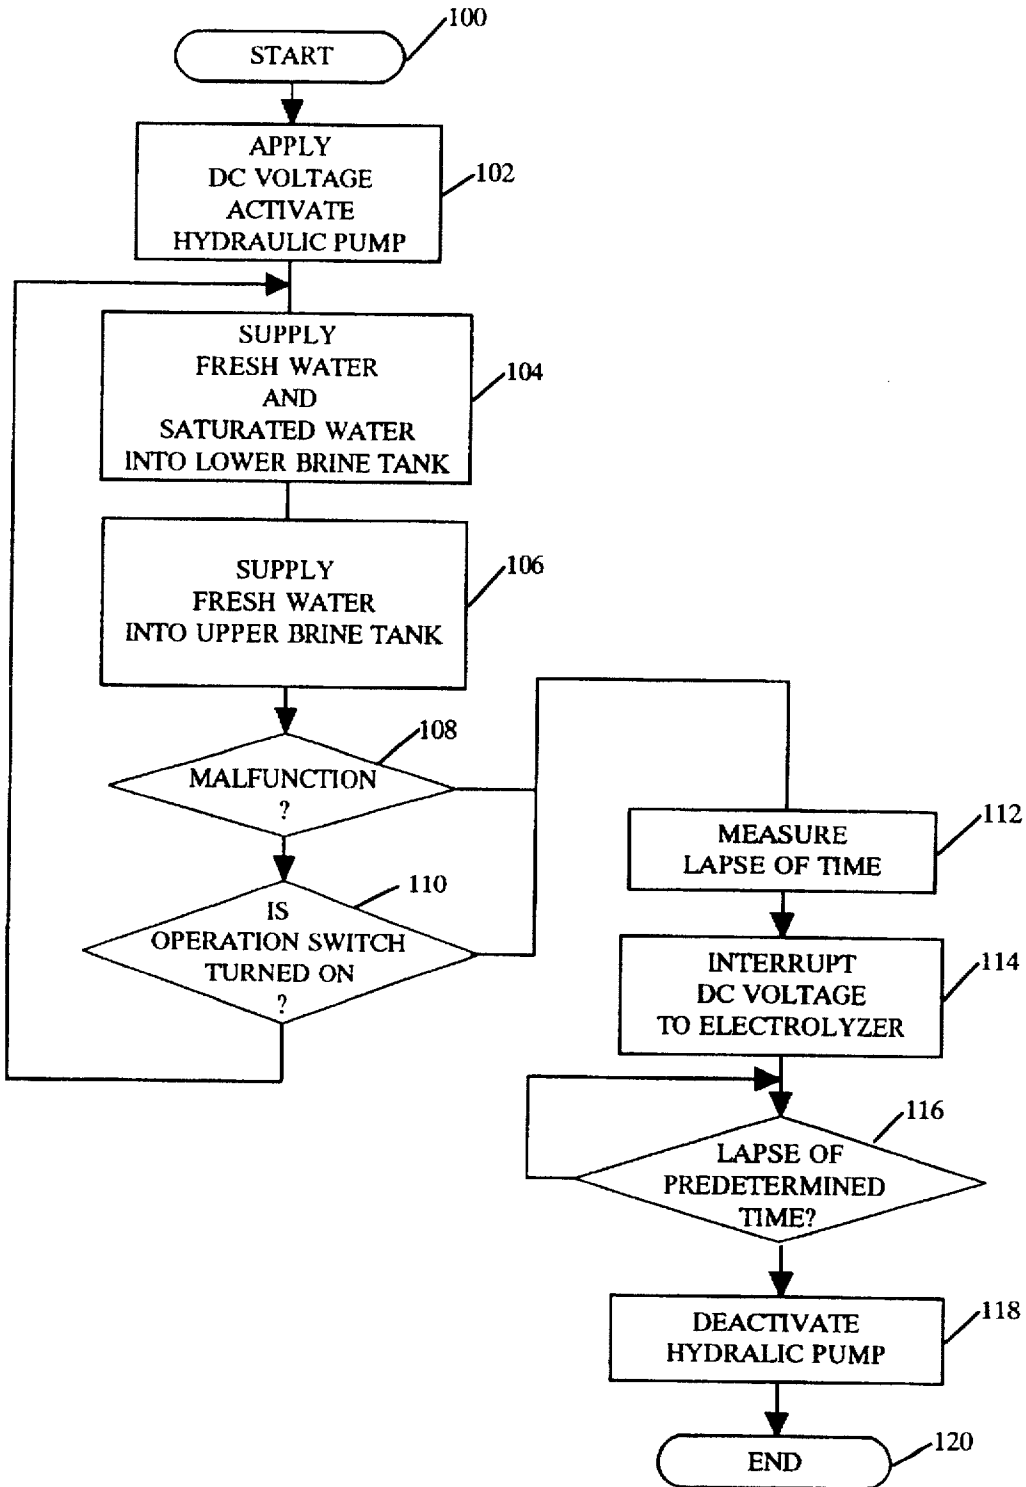 100
START
APPLY
DC VOLTAGE
ACTIVATE
HYDRAULIC PUMP
102
SUPPLY
FRESH WATER
AND
SATURATED WATER
INTO LOWER BRINE TANK
104
SUPPLY
FRESH WATER
INTO UPPER BRINE TANK
106
MALFUNCTION
?
108
IS
OPERATION SWITCH
TURNED ON
?
110
MEASURE
LAPSE OF TIME
112
INTERRUPT
DC VOLTAGE
TO ELECTROLYZER
114
LAPSE OF
PREDETERMINED
TIME?
116
DEACTIVATE
HYDRALIC PUMP
118
END
120